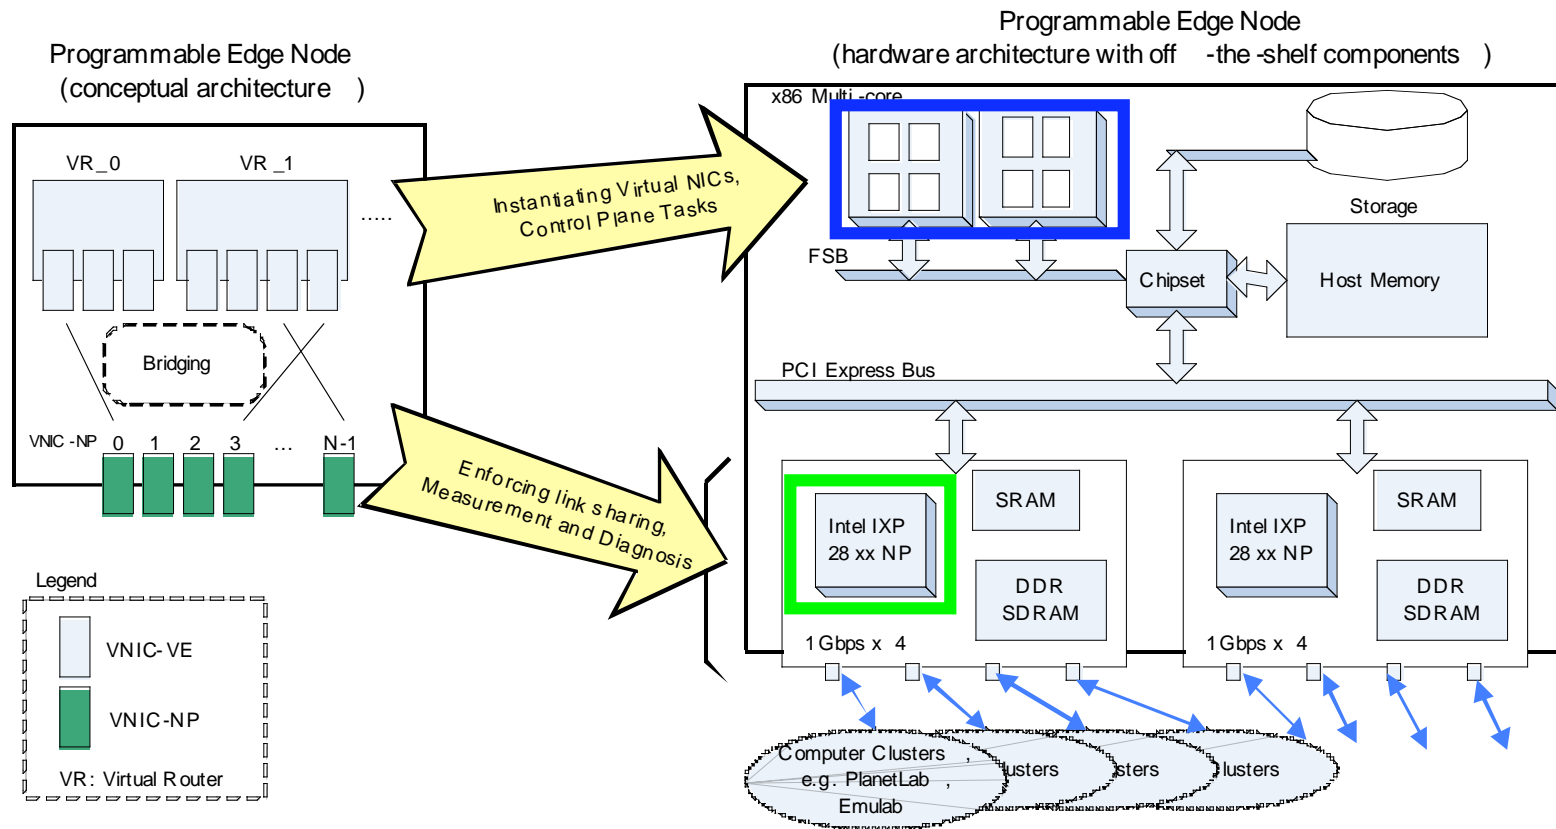 Programmable Edge Node
(conceptual architecture )
Programmable Edge Node
(hardware architecture with off -the -shelf components )
VR_0
VR_1
.....
Bridging
VNIC-NP
0
1
2
3
...
N-1
Legend
VNIC-VE
VNIC-NP
VR: Virtual Router
Instantiating Virtual NICs,
Control Plane Tasks
Enforcing link sharing,
Measurement and Diagnosis
x86 Multi-core
Storage
FSB
Chipset
Host Memory
PCI Express Bus
Intel IXP
28xx NP
SRAM
DDR
SDRAM
1Gbps x 4
Intel IXP
28xx NP
SRAM
DDR
SDRAM
1Gbps x 4
Computer Clusters ,
e.g. PlanetLab ,
Emulab
lusters
sters
lusters